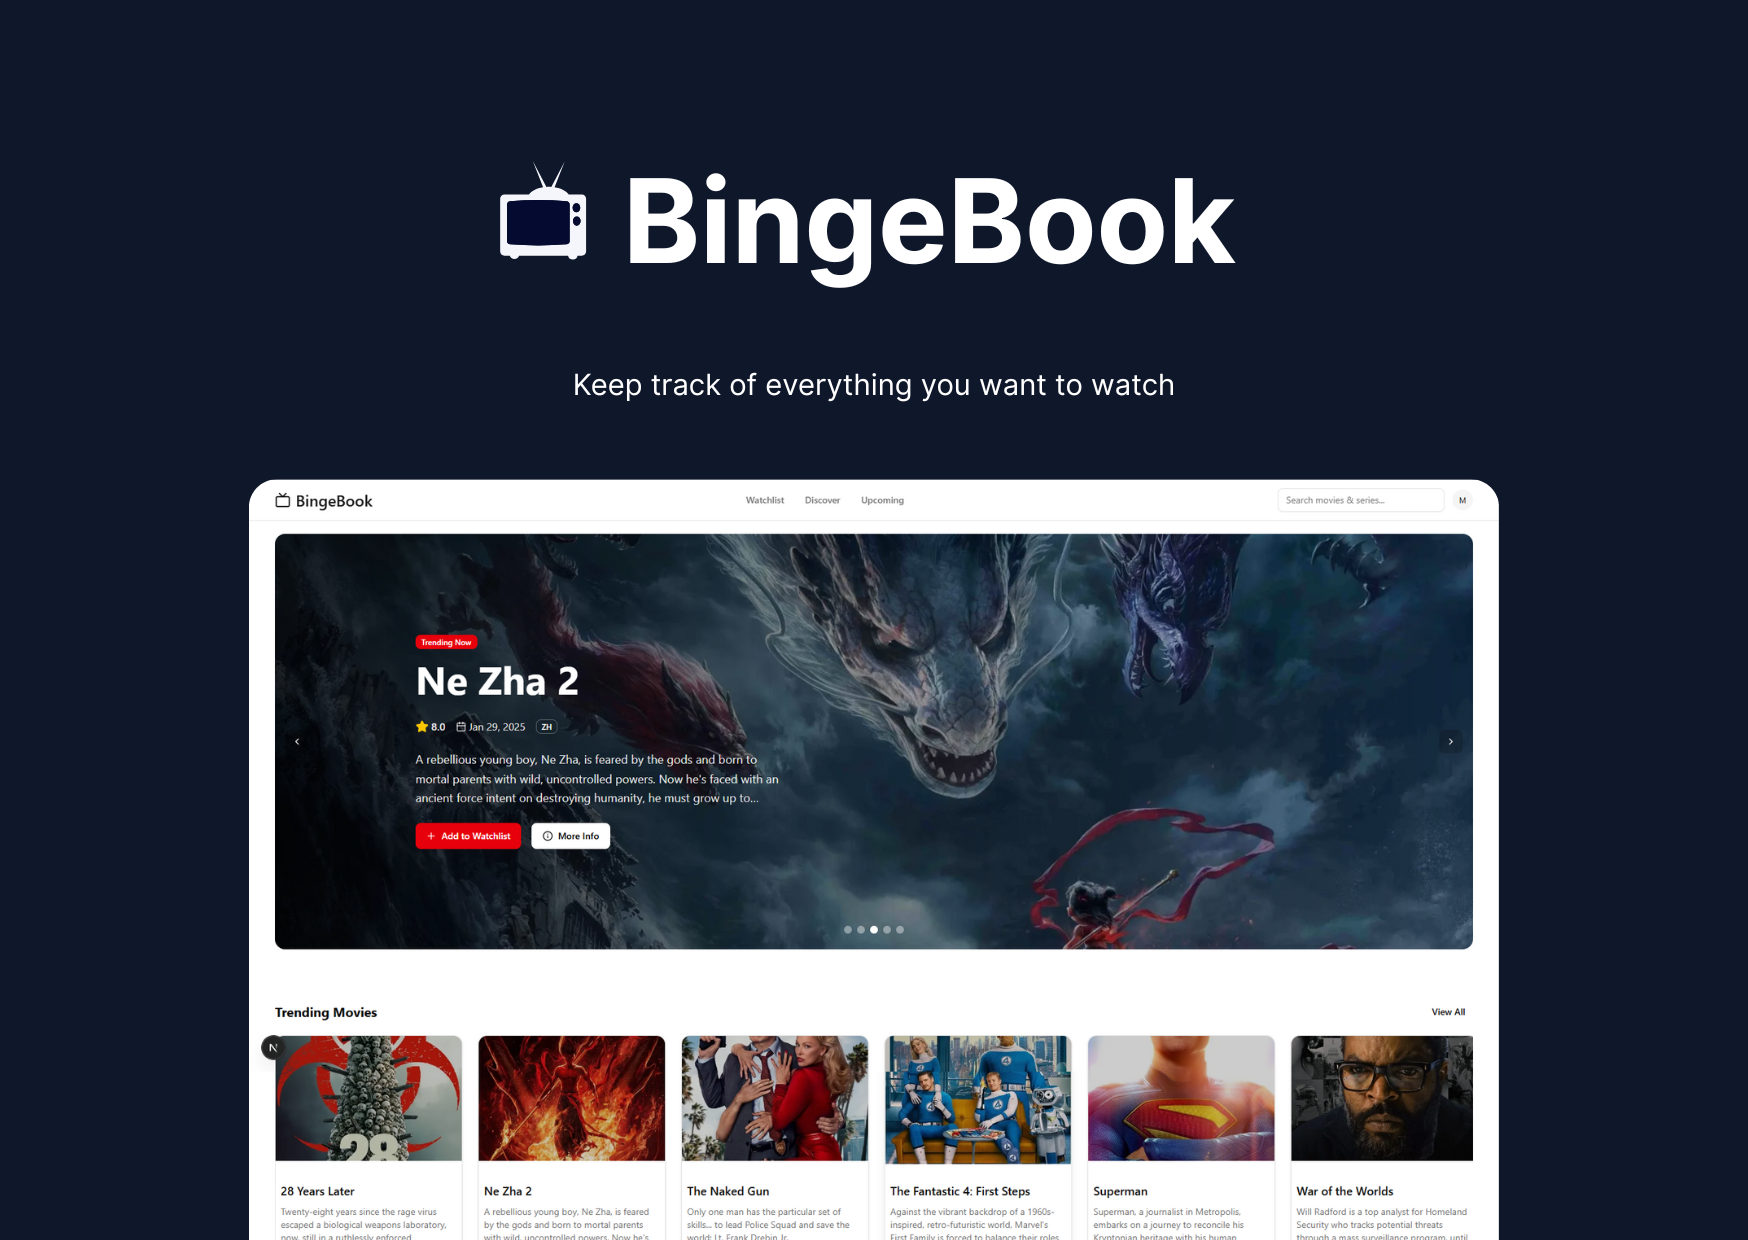 BingeBook
Keep track of everything you want to watch
BingeBook
Watchlist Discover Upcoming
Search movies & series...
M
Trending Now
Ne Zha 2
8.0 Jan 29, 2025 ZH
A rebellious young boy, Ne Zha, is feared by the gods and born to
mortal parents with wild, uncontrolled powers. Now he's faced with an
ancient force intent on destroying humanity, he must grow up to...
+ Add to Watchlist
More Info
Trending Movies
View All
N
28
28 Years Later
Twenty-eight years since the rage virus
escaped a biological weapons laboratory,
now, still in a ruthlessly enforced
Ne Zha 2
A rebellious young boy, Ne Zha, is feared
by the gods and born to mortal parents
with wild, uncontrolled powers. Now he's
The Naked Gun
Only one man has the particular set of
skills... to lead Police Squad and save the
world: Lt. Frank Drebin Jr.
4
4
4
The Fantastic 4: First Steps
Against the vibrant backdrop of a 1960s-
inspired, retro-futuristic world, Marvel's
First Family is forced to balance their roles
Superman
Superman, a journalist in Metropolis,
embarks on a journey to reconcile his
Kryptonian heritage with his human
War of the Worlds
Will Radford is a top analyst for Homeland
Security who tracks potential threats
through a mass surveillance program, until